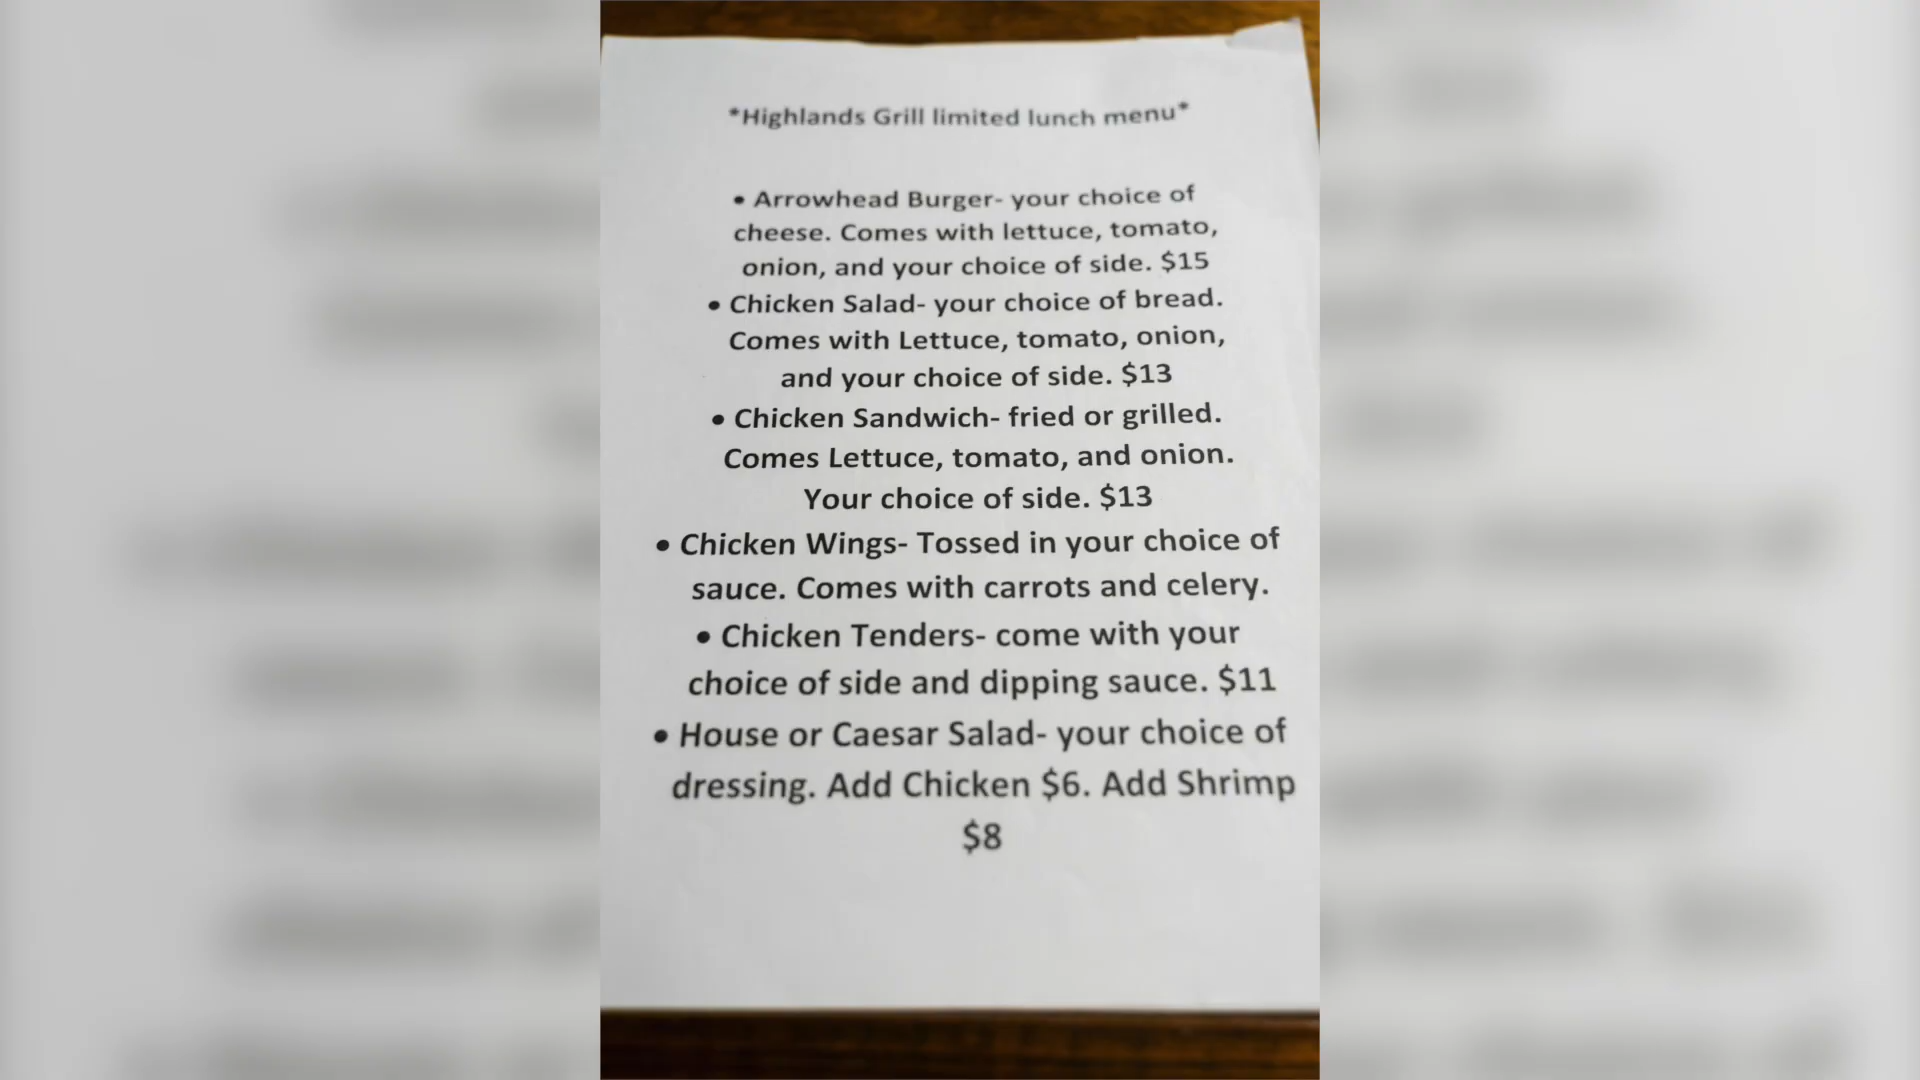 *Highlands Grill limited lunch menu*
• Arrowhead Burger- your choice of
cheese. Comes with lettuce, tomato,
onion, and your choice of side. $15
• Chicken Salad- your choice of bread.
Comes with Lettuce, tomato, onion,
and your choice of side. $13
• Chicken Sandwich- fried or grilled.
Comes Lettuce, tomato, and onion.
Your choice of side. $13
• Chicken Wings- Tossed in your choice of
sauce. Comes with carrots and celery.
• Chicken Tenders- come with your
choice of side and dipping sauce. $11
• House or Caesar Salad- your choice of
dressing. Add Chicken $6. Add Shrimp
$8